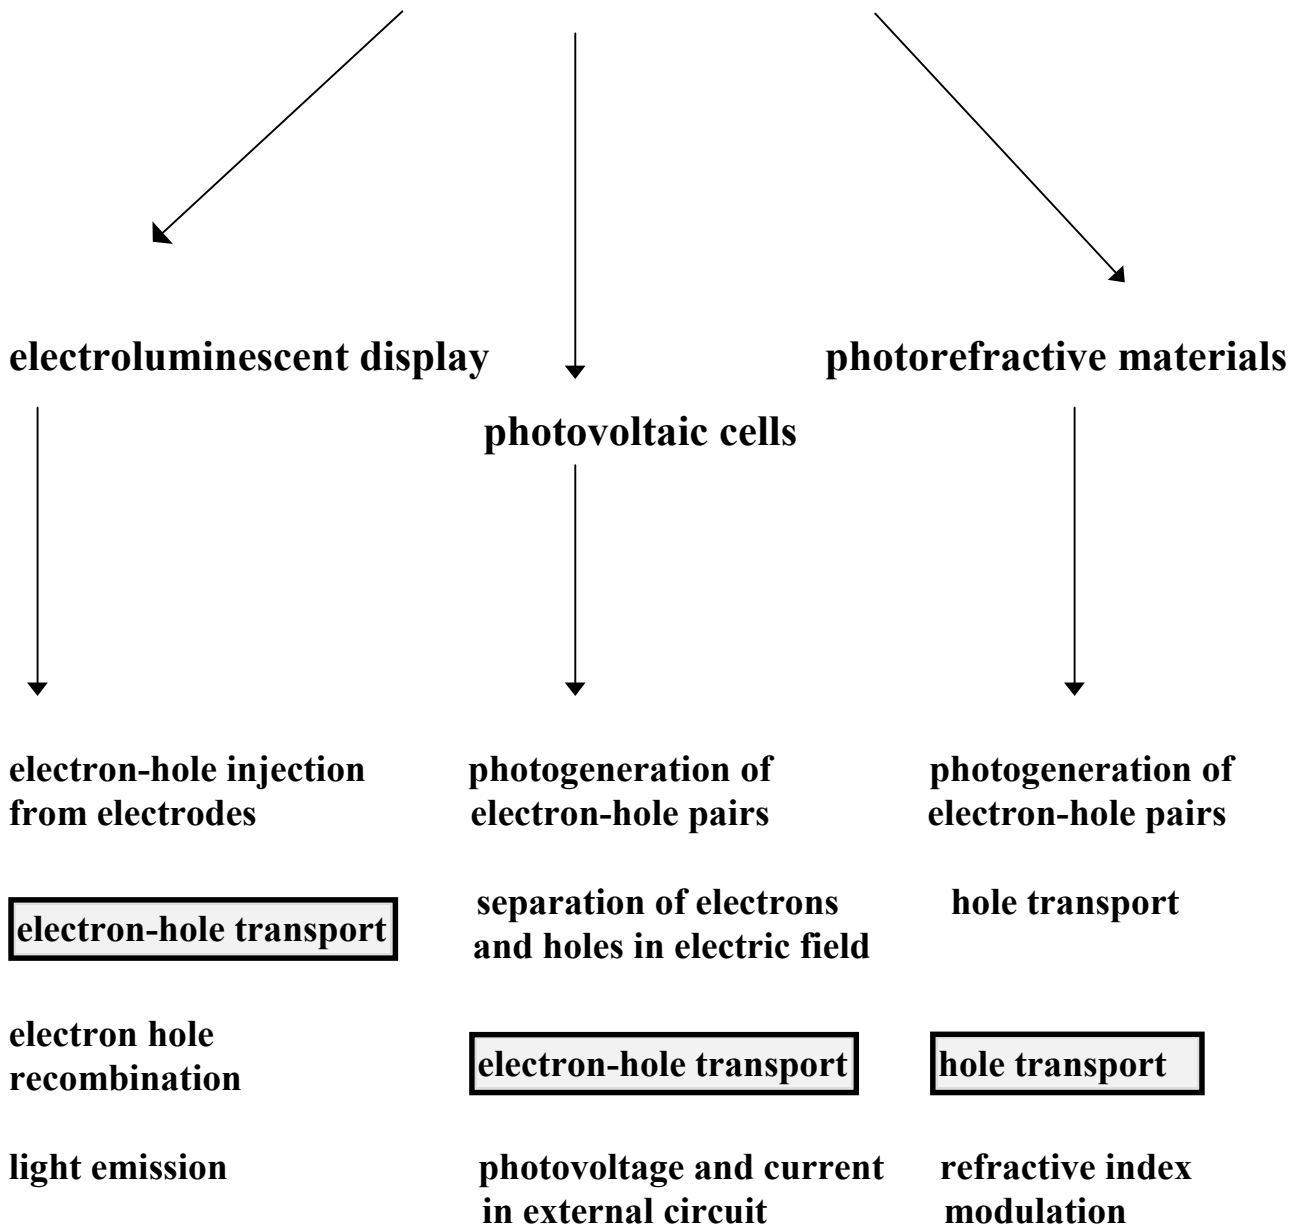 electroluminescent display
photovoltaic cells
photorefractive materials
electron-hole injection
from electrodes
electron-hole transport
electron hole
recombination
light emission
photogeneration of
electron-hole pairs
separation of electrons
and holes in electric field
electron-hole transport
photovoltage and current
in external circuit
photogeneration of
electron-hole pairs
hole transport
hole transport
refractive index
modulation